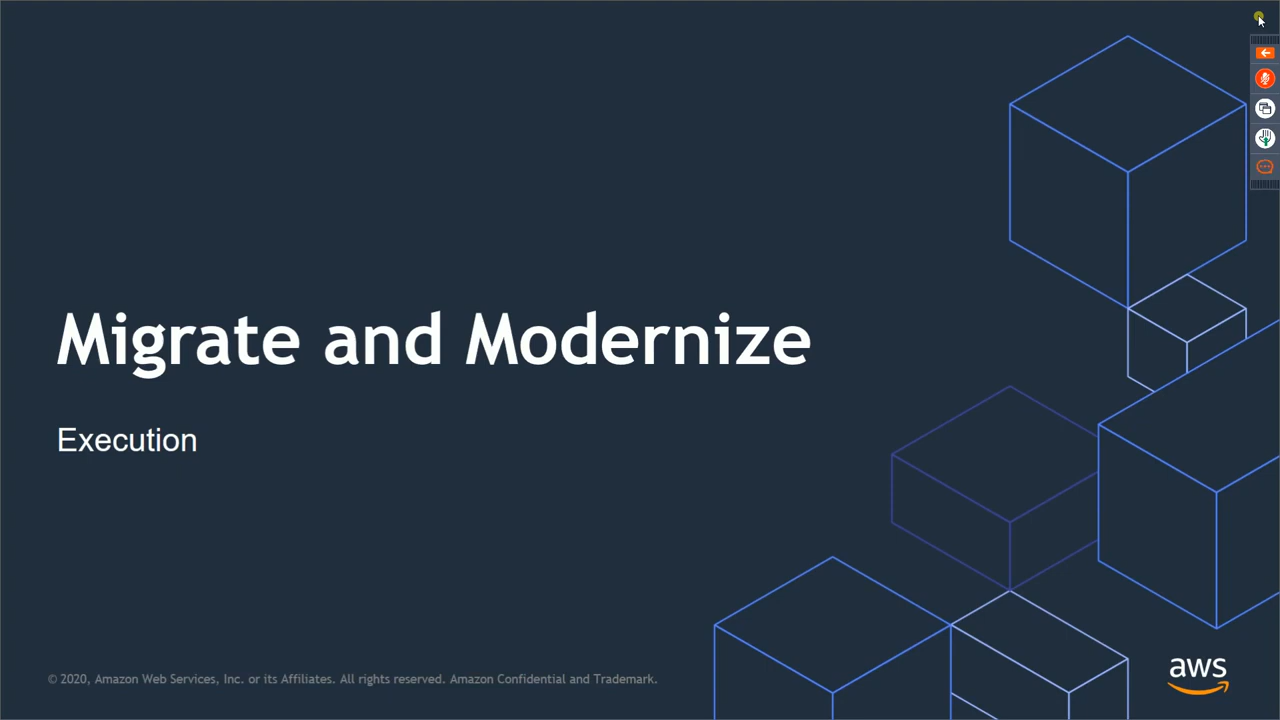 Migrate and Modernize
Execution
© 2020, Amazon Web Services, Inc. or its Affiliates. All rights reserved. Amazon Confidential and Trademark.
aws